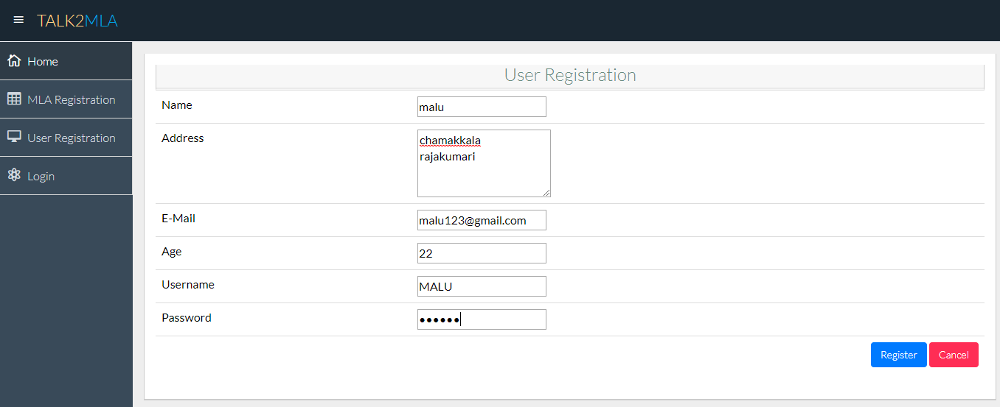 TALK2MLA
Home
MLA Registration
User Registration
Login
User Registration
Name
malu
Address
chamakkala
rajakumari
E-Mail
malu123@gmail.com
Age
22
Username
MALU
Password
••••••
Register
Cancel